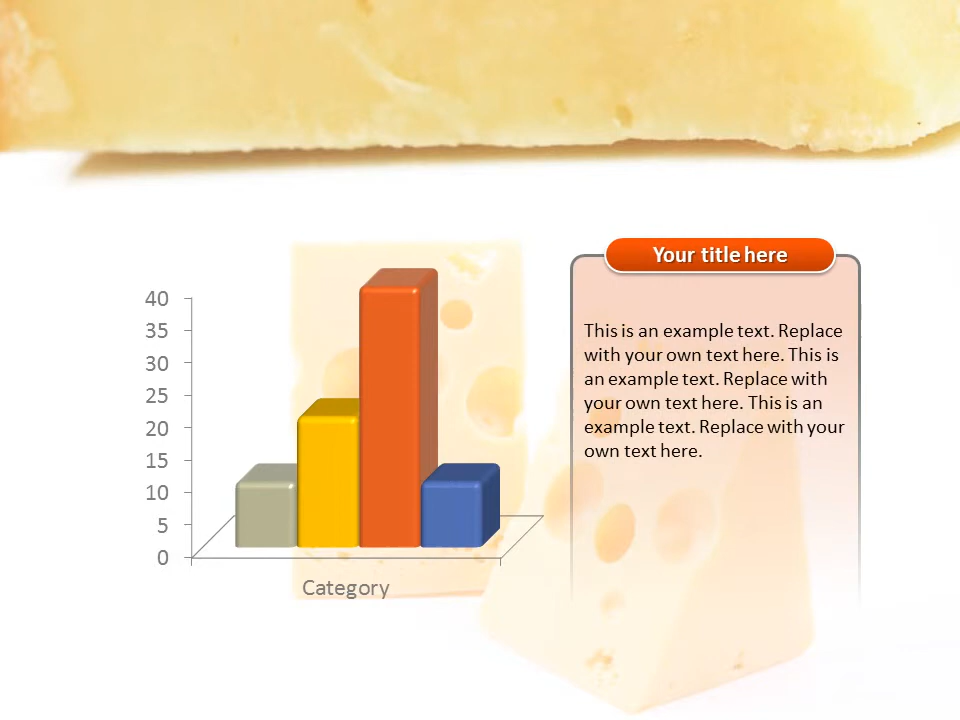 Your title here
40
35
30
25
20
15
10
5
0
Category
This is an example text. Replace
with your own text here. This is
an example text. Replace with
your own text here. This is an
example text. Replace with your
own text here.